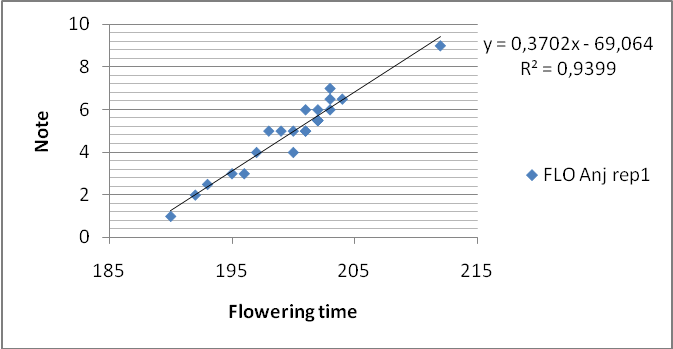 10
8
6
4
2
0
Note
y = 0,3702x - 69,064
R² = 0,9399
FLO Anj rep1
185 195 205 215
Flowering time